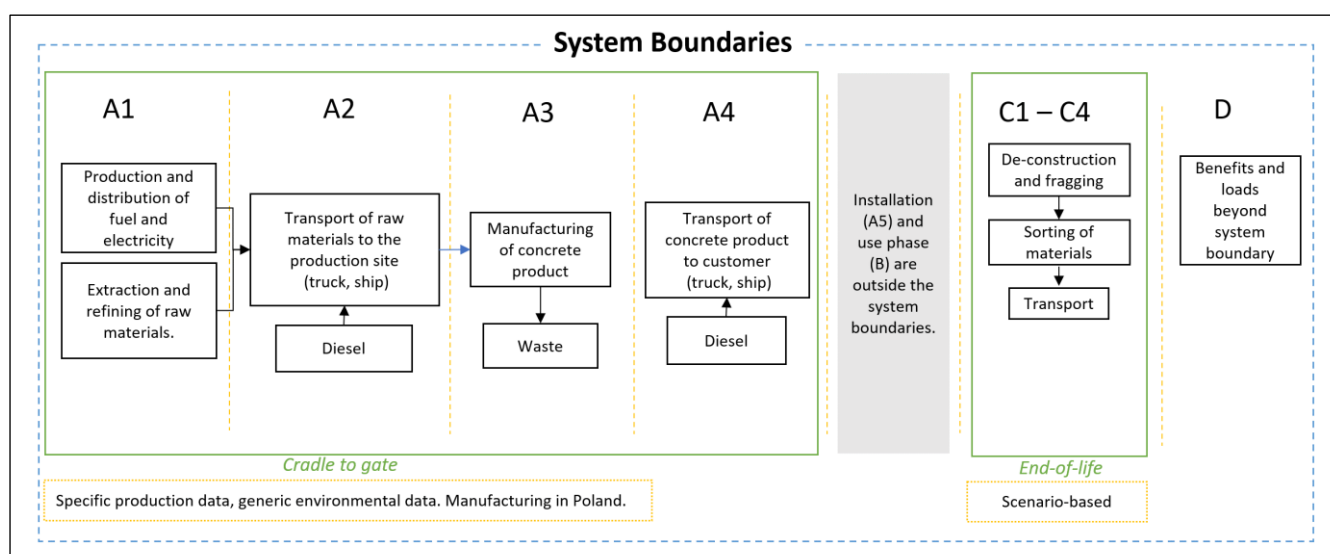 System Boundaries
A1
Production and
distribution of
fuel and
electricity
Extraction and
refining of raw
materials.
A2
Transport of raw
materials to the
production site
(truck, ship)
Diesel
A3
Manufacturing
of concrete
product
Waste
A4
Transport of
concrete product
to customer
(truck, ship)
Diesel
Installation
(A5) and
use phase
(B) are
outside the
system
boundaries.
C1 – C4
De-construction
and fragging
Sorting of
materials
Transport
D
Benefits and
loads
beyond
system
boundary
Cradle to gate
End-of-life
Specific production data, generic environmental data. Manufacturing in Poland.
Scenario-based